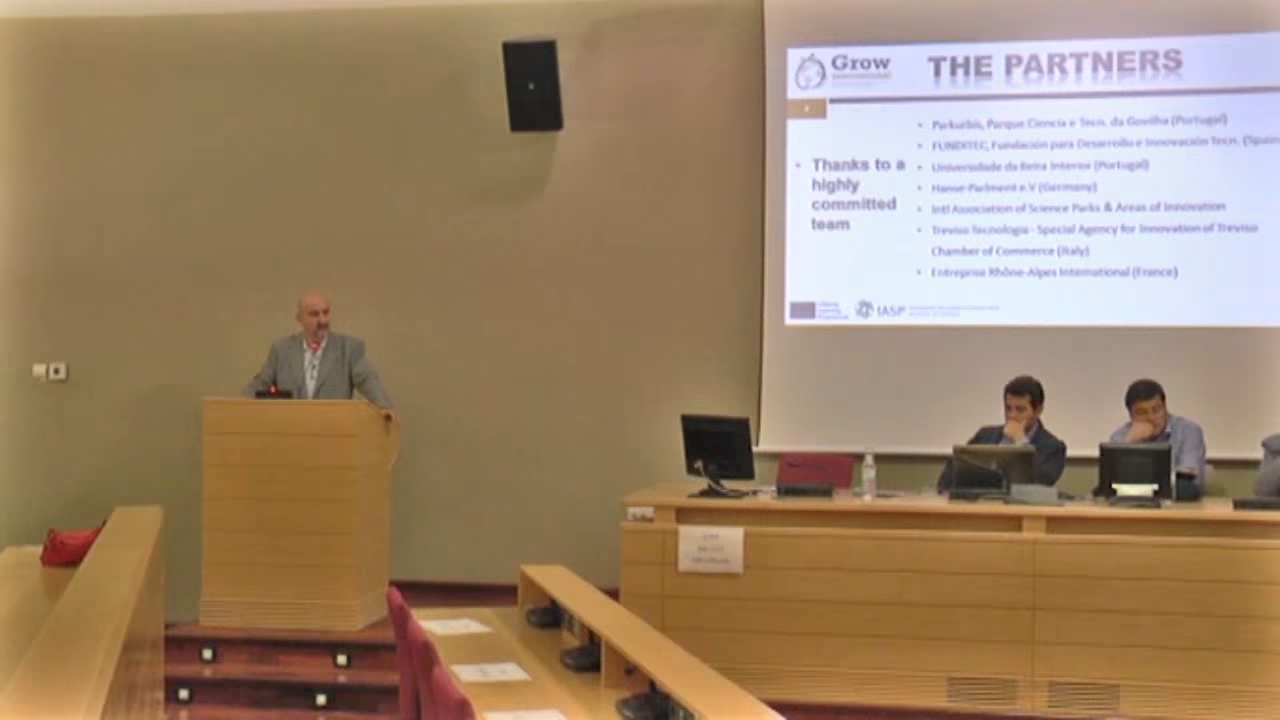 Grow
THE PARTNERS
Thanks to a
highly
committed
team
Parkurbis, Parque Ciencia e Tecn. da Covilha (Portugal)
FUNDITEC, Fundación para Desarrollo e Innovación Tecn. (Spain
Universidade da Beira Interior (Portugal)
Hanse-Parlment e.V (Germany)
Intl Association of Science Parks & Areas of Innovation
Treviso Tecnologia - Special Agency for Innovation of Treviso
Chamber of Commerce (Italy)
Entreprise Rhône-Alpes International (France)
IASP